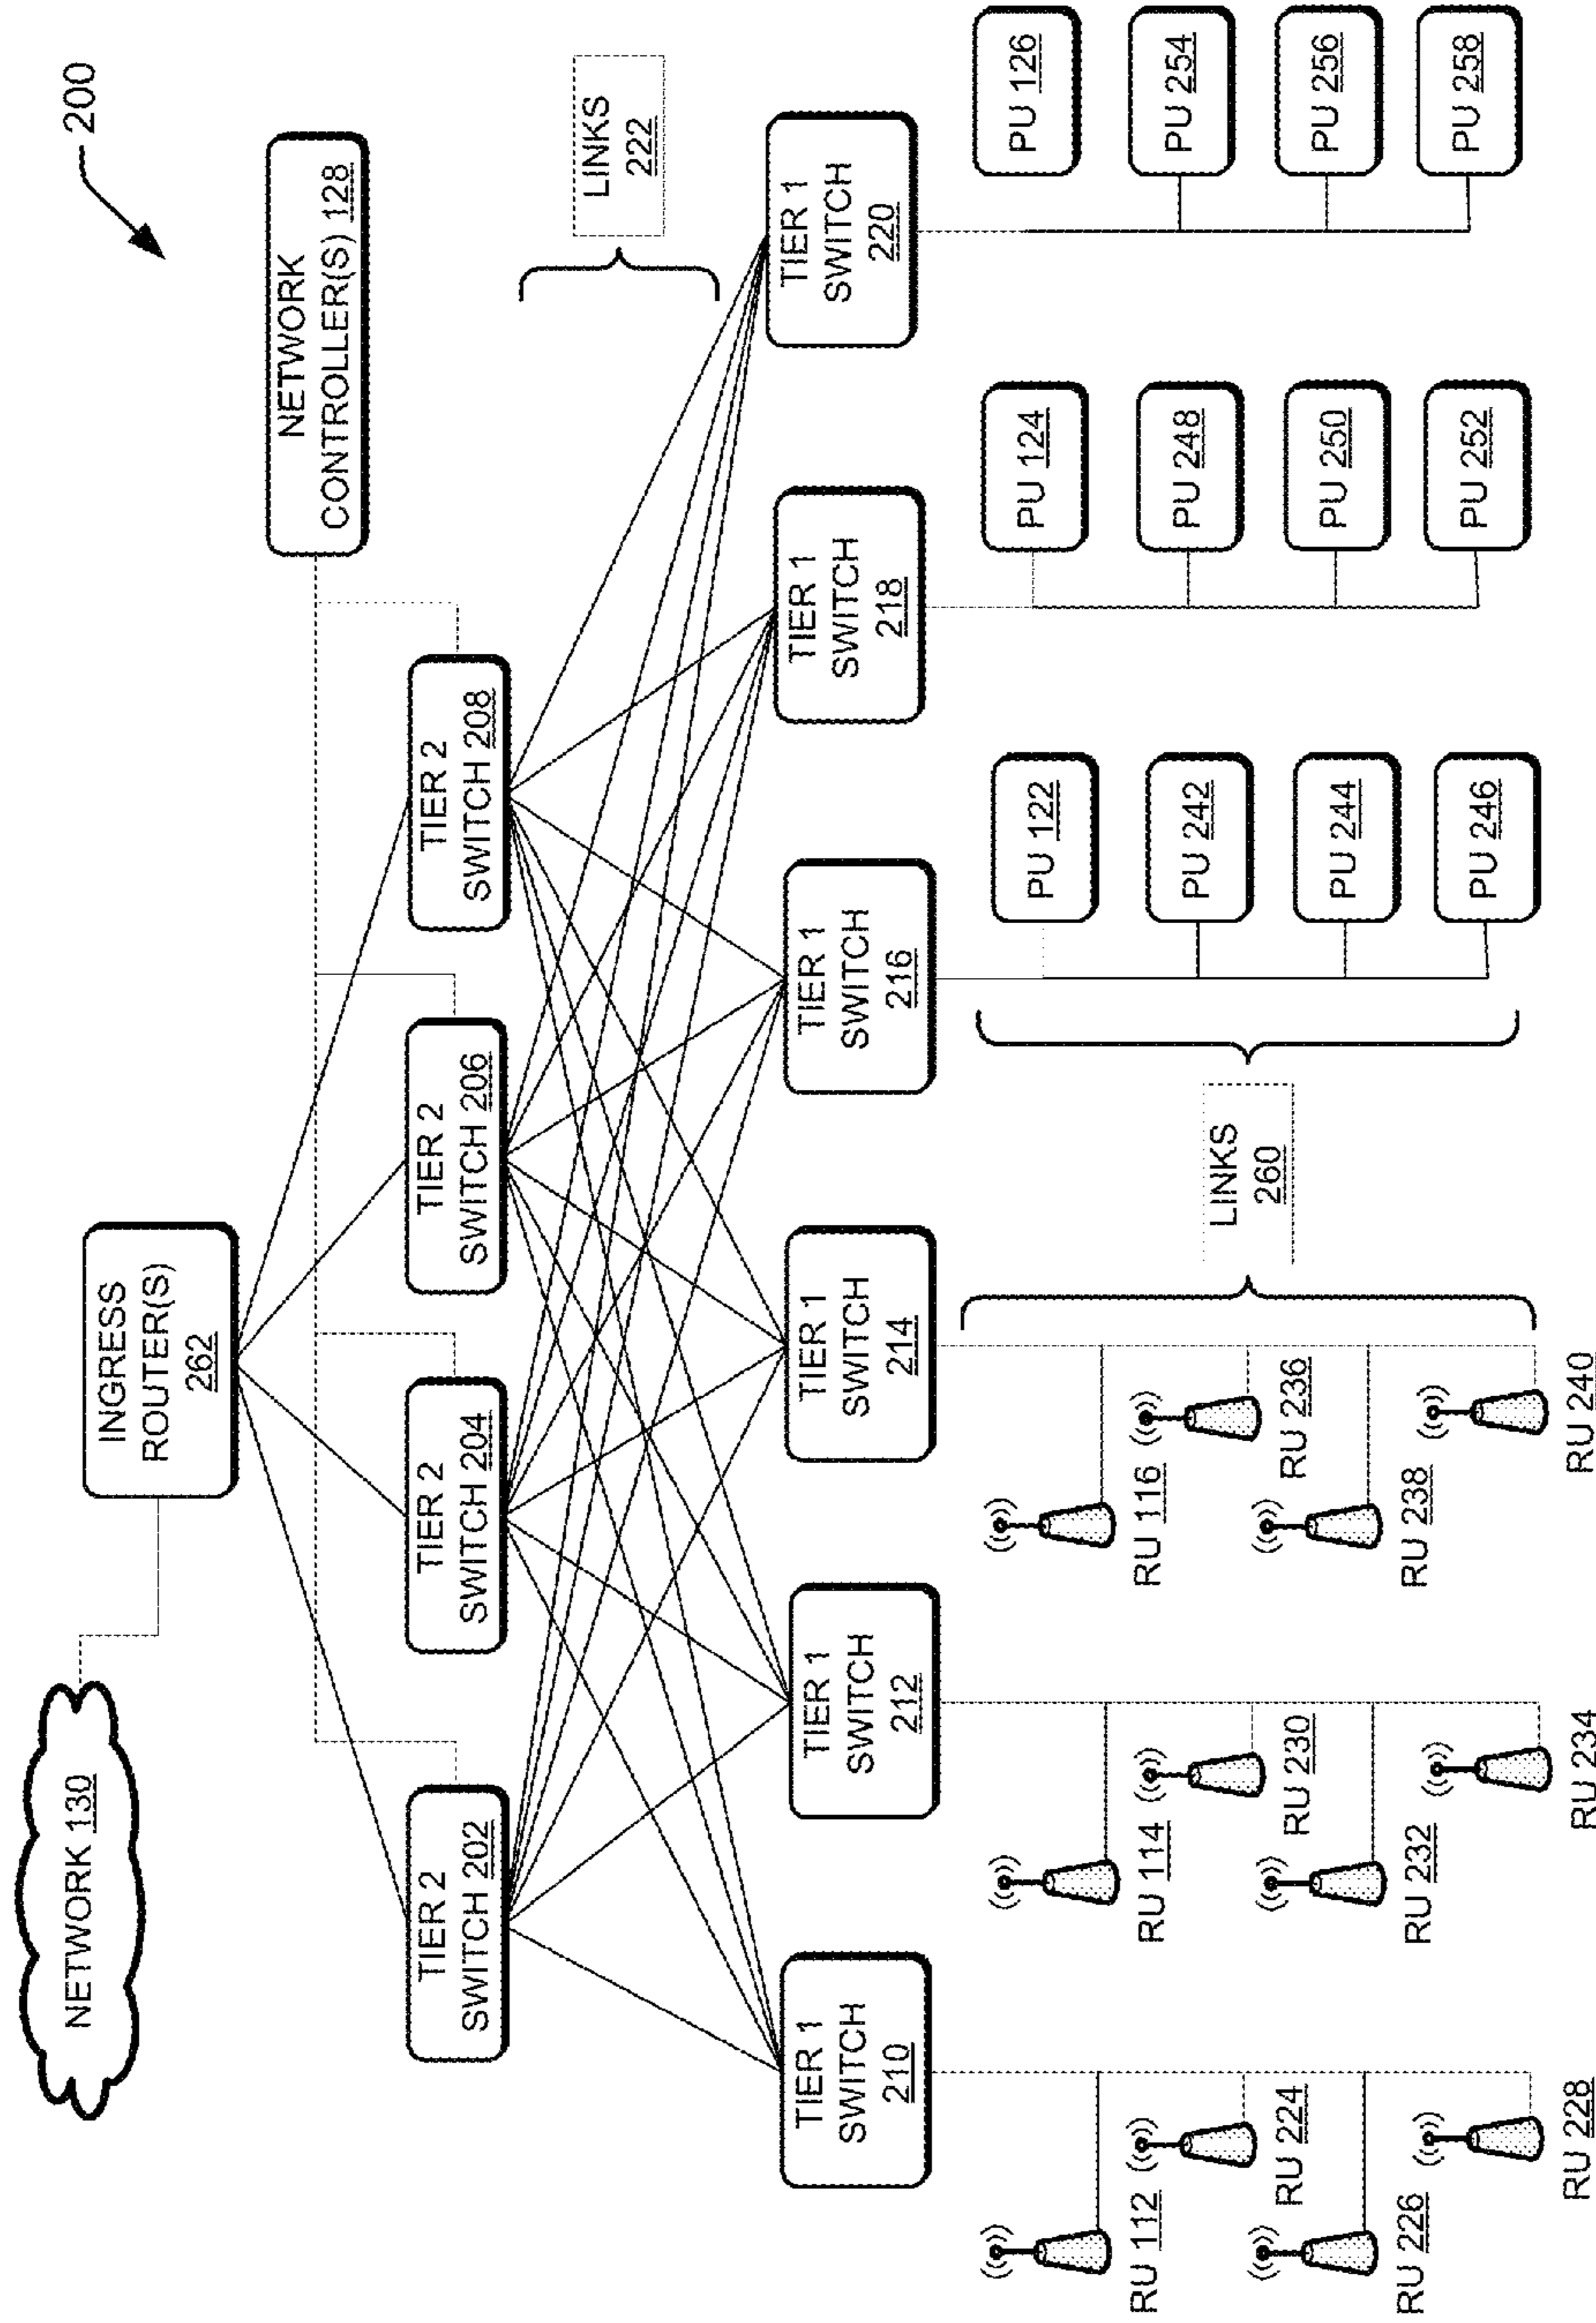 200
NETWORK 130
INGRESS
ROUTER(S)
262
NETWORK
CONTROLLER(S) 128
TIER 2
SWITCH 202
TIER 2
SWITCH 204
TIER 2
SWITCH 206
TIER 2
SWITCH 208
LINKS
222
TIER 1
SWITCH
210
TIER 1
SWITCH
212
TIER 1
SWITCH
214
TIER 1
SWITCH
216
TIER 1
SWITCH
218
TIER 1
SWITCH
220
RU 112
RU 224
RU 226
RU 228
RU 114
RU 230
RU 232
RU 234
RU 116
RU 236
RU 238
RU 240
LINKS
260
PU 122
PU 242
PU 244
PU 246
PU 124
PU 248
PU 250
PU 252
PU 126
PU 254
PU 256
PU 258